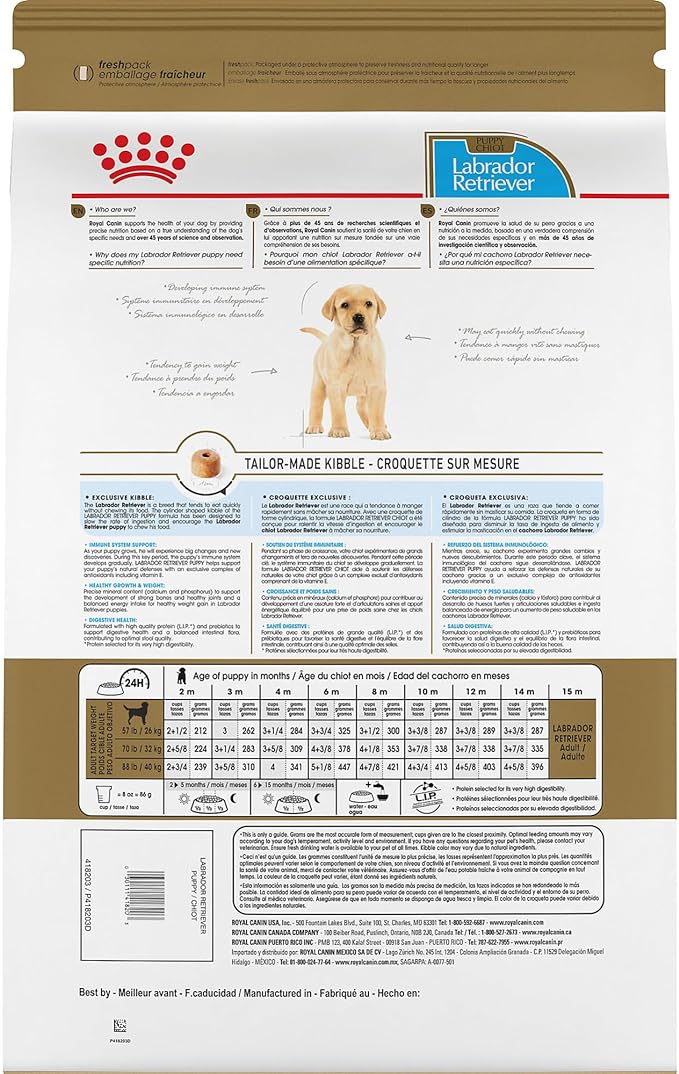 freshpack
emballage fraîcheur
Protective atmosphere / Atmosphère protectrice
freshpack: Packaged under a protective atmosphere to preserve freshness and nutritional quality for longer.
emballage fraîcheur: Emballé sous atmosphère protectrice pour préserver la fraîcheur et la qualité nutritionnelle de l'aliment plus longtemps.
Envasado en una atmósfera protectora para conservar durante más tiempo la frescura y propiedades nutricionales del alimento.
PUPPY
CHIOT
Labrador
Retriever
EN • Who are we?
Royal Canin supports the health of your dog by providing
precise nutrition based on a true understanding of the dog's
specific needs and over 45 years of science and observation.
• Why does my Labrador Retriever puppy need
specific nutrition?
FR • Qui sommes nous ?
Grâce à plus de 45 ans de recherches scientifiques et
d'observations, Royal Canin soutient la santé de votre chien en
lui apportant une nutrition sur mesure fondée sur une vraie
compréhension de ses besoins.
• Pourquoi mon chiot Labrador Retriever a-t-il
besoin d'une alimentation spécifique?
ES • ¿Quiénes somos?
Royal Canin promueve la salud de su perro gracias a una
nutrición a la medida, basada en una verdadera comprensión
de sus necesidades específicas y en más de 45 años de
investigación científica y observación.
• ¿Por qué mi cachorro Labrador Retriever nece-
sita una nutrición específica?
• Developing immune system
• Système immunitaire en développement
• Sistema inmunológico en desarrollo
• May eat quickly without chewing
• Tendance à manger vite sans mastiquer
• Puede comer rápido sin masticar
• Tendency to gain weight
• Tendance à prendre du poids
• Tendencia a engordar
TAILOR-MADE KIBBLE - CROQUETTE SUR MESURE
• EXCLUSIVE KIBBLE:
The Labrador Retriever is a breed that tends to eat quickly
without chewing its food. The cylinder shaped kibble of the
LABRADOR RETRIEVER PUPPY formula has been designed to
slow the rate of ingestion and encourage the Labrador
Retriever puppy to chew its food.
• CROQUETTE EXCLUSIVE :
Le Labrador Retriever est une race qui a tendance à manger
rapidement sans mâcher sa nourriture. Avec une croquette de
forme cylindrique, la formule LABRADOR RETRIEVER CHIOT a été
conçue pour ralentir la vitesse d'ingestion et encourager le
chiot Labrador Retriever à mâcher sa nourriture.
• CROQUETA EXCLUSIVA:
El Labrador Retriever es una raza que tiende a comer
rápidamente sin masticar su comida. La croqueta en forma de
cilindro de la fórmula LABRADOR RETRIEVER PUPPY ha sido
diseñada para disminuir la tasa de ingesta de alimento y
estimular la masticación en el cachorro Labrador Retriever.
• IMMUNE SYSTEM SUPPORT:
As your puppy grows, he will experience big changes and new
discoveries. During this key period, the puppy's immune system
develops gradually. LABRADOR RETRIEVER PUPPY helps support
your puppy's natural defenses with an exclusive complex of
antioxidants including vitamin E.
• HEALTHY GROWTH & WEIGHT:
Precise mineral content (calcium and phosphorus) to support
the development of strong bones and healthy joints and a
balanced energy intake for healthy weight gain in Labrador
Retriever puppies.
• DIGESTIVE HEALTH:
Formulated with high quality protein (L.I.P.*) and prebiotics to
support digestive health and a balanced intestinal flora,
contributing to optimal stool quality.
*Protein selected for its very high digestibility.
• SOUTIEN DU SYSTÈME IMMUNITAIRE :
Pendant sa phase de croissance, votre chiot expérimentera de grands
changements et fera de nouvelles découvertes. Pendant cette période
clé, le système immunitaire du chiot se développe graduellement. La
formule LABRADOR RETRIEVER CHIOT aide à soutenir les défenses
naturelles de votre chiot grâce à un complexe exclusif d'antioxydants
comprenant de la vitamine E.
• CROISSANCE ET POIDS SAINS :
Contenu précis en minéraux (calcium et phosphore) pour contribuer au
développement d'une ossature forte et d'articulations saines et apport
énergétique équilibré pour une prise de poids saine chez les chiots
Labrador Retriever.
• SANTÉ DIGESTIVE :
Formulée avec des protéines de grande qualité (L.I.P.*) et des
prébiotiques pour favoriser la santé digestive et l'équilibre de la flore
intestinale, contribuant ainsi à une qualité optimale des selles.
* Protéines sélectionnées pour leur très haute digestibilité.
• REFUERZO DEL SISTEMA INMUNOLÓGICO:
Mientras crece, su cachorro experimenta grandes cambios y
nuevos descubrimientos. Durante este período clave, el sistema
inmunológico del cachorro sigue desarrollándose. LABRADOR
RETRIEVER PUPPY ayuda a reforzar las defensas naturales de su
cachorro gracias a un exclusivo complejo de antioxidantes
incluyendo vitamina E.
• CRECIMIENTO Y PESO SALUDABLES:
Contenido preciso de minerales (calcio y fósforo) para contribuir al
desarrollo de huesos fuertes y articulaciones saludables e ingesta
balanceada de energía para un aumento de peso saludable en los
cachorros Labrador Retriever.
• SALUD DIGESTIVA:
Formulado con proteínas de alta calidad (L.I.P.*) y prebióticos para
favorecer la salud digestiva y el equilibrio de la flora intestinal,
contribuyendo a una óptima calidad de las heces.
*Proteínas seleccionadas por su elevada digestibilidad.
24H
Age of puppy in months / Âge du chiot en mois / Edad del cachorro en meses
2 m 3 m 4 m 6 m 8 m 10 m 12 m 14 m 15 m
cups tasses tazas grams grammes gramos
ADULT TARGET WEIGHT
POIDS CIBLE ADULTE
PESO ADULTO OBJETIVO
57 lb / 26 kg 2+1/2 212 3 262 3+1/4 284 3+3/4 325 3+1/2 300 3+3/8 287 3+3/8 289 3+3/8 287
70 lb / 32 kg 2+5/8 224 3+1/4 283 3+5/8 309 4+3/8 378 4+1/8 353 3+7/8 338 3+7/8 338 3+7/8 335
88 lb / 40 kg 2+3/4 239 3+5/8 310 4 341 5+1/8 447 4+7/8 421 4+3/4 413 4+5/8 403 4+5/8 396
LABRADOR
RETRIEVER
Adult /
Adulte
= 8 oz = 86 g
cup / tasse / taza
2 ▸ 5 months / mois / meses
1/3 1/3 1/3
6 ▸ 15 months / mois / meses
1/2 1/2
water - eau
agua
L.I.P.
• Protein selected for its very high digestibility.
• Protéines sélectionnées pour leur très haute digestibilité.
• Proteínas seleccionadas por su elevada digestibilidad.
•This is only a guide. Grams are the most accurate form of measurement, cups given are to the closest proximity. Optimal feeding amounts may vary
according to your dog's temperament, activity level and environment. If you have any questions regarding your pet's health, please contact your
veterinarian. Ensure fresh drinking water is available to your pet at all times. Kibble color may vary due to natural ingredients.
•Ceci n'est qu'un guide. Les grammes constituent l'unité de mesure la plus précise, les tasses représentent l'approximation la plus près. Les quantités
optimales peuvent varier selon le comportement de votre chien, son niveau d'activité et son environnement. Si vous avez la moindre question concernant
la santé de votre animal, merci de contacter votre vétérinaire. Assurez-vous d'offrir de l'eau potable fraîche à votre animal de compagnie en tout
temps. La couleur de la croquette peut varier, étant donné ses ingrédients naturels.
•Esta información es solamente una guía. Los gramos son la medida más precisa de medición, las tazas indicadas se han redondeado lo más
posible. La cantidad ideal de alimento para su perro puede variar de acuerdo con el temperamento, el nivel de actividad y el entorno de su perro.
Consulte al médico veterinario. Asegúrese de que en todo momento se disponga de agua fresca y limpia. El color de la croqueta puede variar debido
a los ingredientes naturales.
ROYAL CANIN USA, Inc. - 500 Fountain Lakes Blvd., Suite 100, St. Charles, MO 63301 Tel: 1-800-592-6687 - www.royalcanin.com
ROYAL CANIN CANADA COMPANY - 100 Beiber Road, Puslinch, Ontario, N0B 2J0, Canada Tel / Tél. : 1-800-527-2673 - www.royalcanin.ca
ROYAL CANIN PUERTO RICO INC - PMB 123, 400 Kalaf Street - 00918 San Juan - PUERTO RICO - Tel: 787-622-7955 - www.royalcanin.pr
Importado y distribuido por: ROYAL CANIN MEXICO SA DE CV - Lago Zürich No. 245, Int. 1204 - Colonia Ampliación Granada - C.P. 11529 Delegación Miguel
Hidalgo - MÉXICO - Tel: 01-800-024-77-64 - www.royalcanin.mx, SAGARPA: A-0077-501
418203 / P418203D
LABRADOR RETRIEVER
PUPPY / CHIOT
Best by - Meilleur avant - F.caducidad / Manufactured in - Fabriqué au - Hecho en:
P418203D